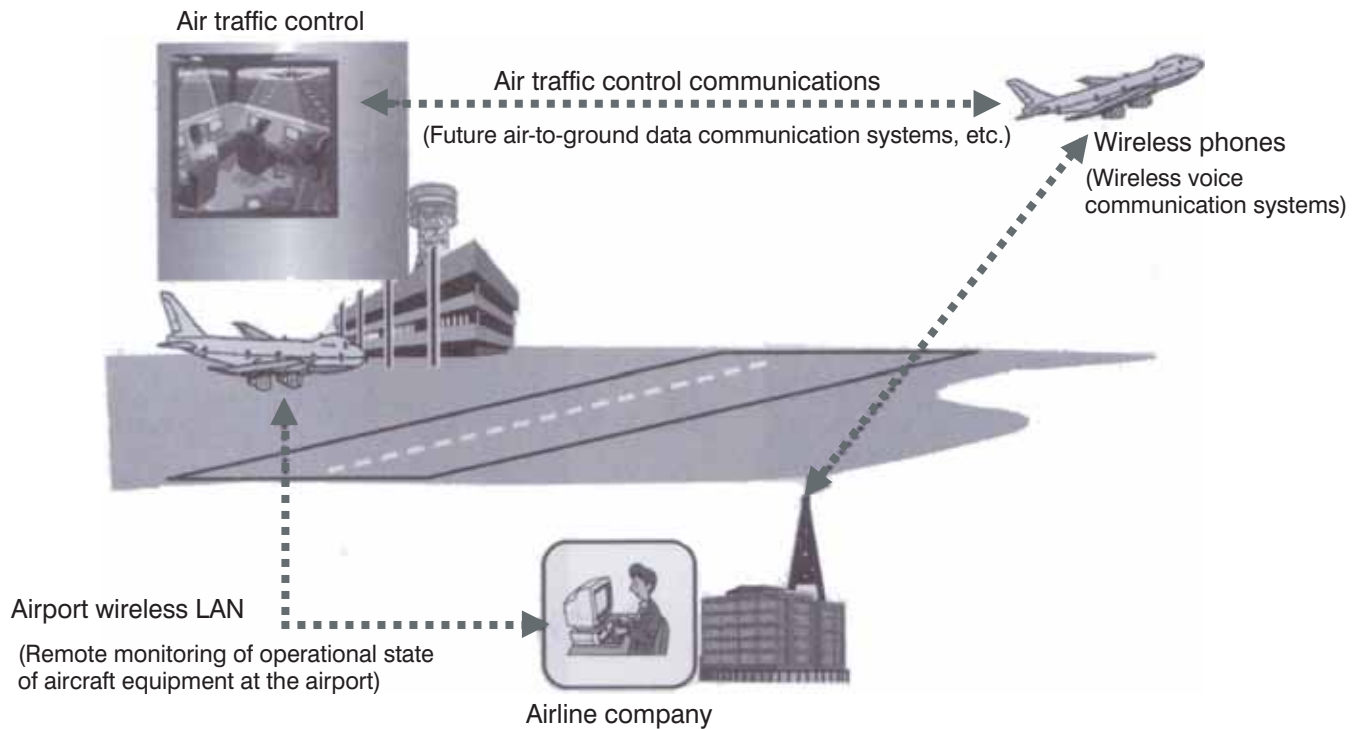 Air traffic control
Air traffic control communications
(Future air-to-ground data communication systems, etc.)
Wireless phones
(Wireless voice
communication systems)
Airport wireless LAN
(Remote monitoring of operational state
of aircraft equipment at the airport)
Airline company